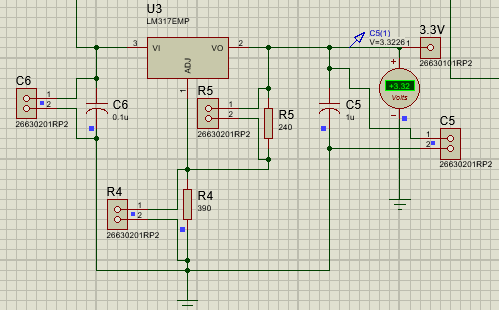 U3
LM317EMP
3
VI
VO
2
ADJ
1
C5(1)
V=3.3226
1
3.3V
26630101RP2
+3.32
Volts
C6
1
2
26630201RP2
C6
0.1u
R5
1
2
26630201RP2
R5
240
C5
1u
C5
1
2
26630201RP2
R4
1
2
26630201RP2
R4
390